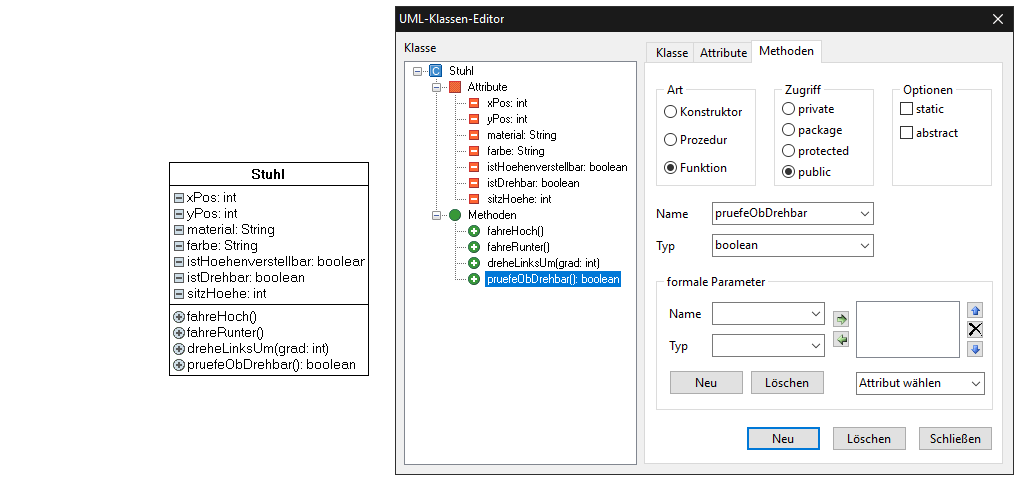 Stuhl
xPos: int
yPos: int
material: String
farbe: String
istHoehenverstellbar: boolear
istDrehbar: boolean
sitzHoehe: int
fahreHoch()
fahreRunter()
dreheLinksUm(grad: int)
pruefeObDrehbar(): boolean
UML-Klassen-Editor
Klasse
C Stuhl
Attribute
xPos: int
yPos: int
material: String
farbe: String
istHoehenverstellbar: boolean
istDrehbar: boolean
sitzHoehe: int
Methoden
fahreHoch()
fahreRunter()
dreheLinksUm(grad: int)
pruefeObDrehbar(): boolean
Klasse Attribute Methoden
Art
Konstruktor
Prozedur
Funktion
Zugriff
private
package
protected
public
Optionen
static
abstract
Name pruefeObDrehbar
Typ boolean
formale Parameter
Name
Typ
Neu Löschen Attribut wählen
Neu Löschen Schließen